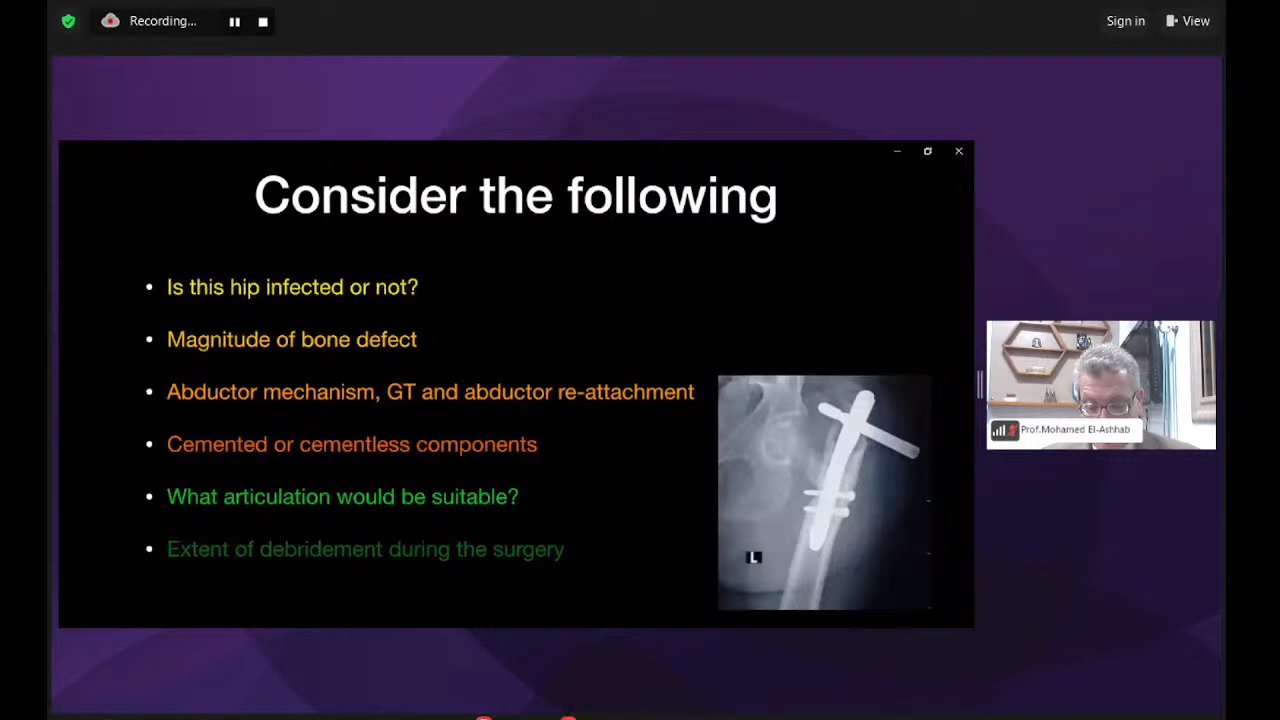 Recording...
Sign in
View
Consider the following
Is this hip infected or not?
Magnitude of bone defect
Abductor mechanism, GT and abductor re-attachment
Cemented or cementless components
What articulation would be suitable?
Extent of debridement during the surgery
L
Prof.Mohamed El-Ashhab